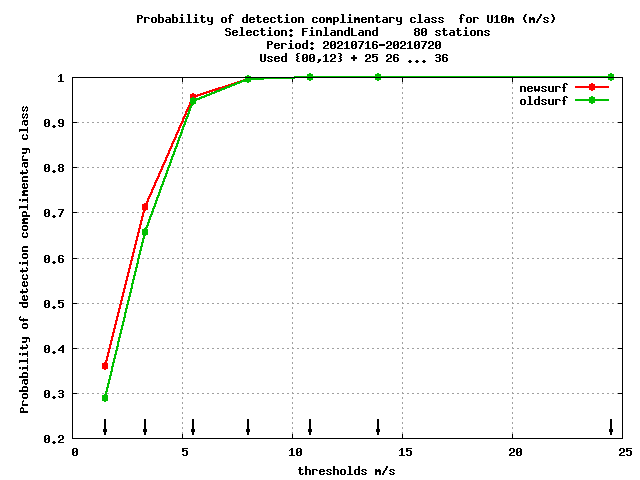 Probability of detection complimentary class  for U10m (m/s)
Selection: FinlandLand     80 stations
Period: 20210716-20210720
Used {00,12} + 25 26 ... 36
newsurf
oldsurf
Probability of detection complimentary class
1
0.9
0.8
0.7
0.6
0.5
0.4
0.3
0.2
0 5 10 15 20 25
thresholds m/s